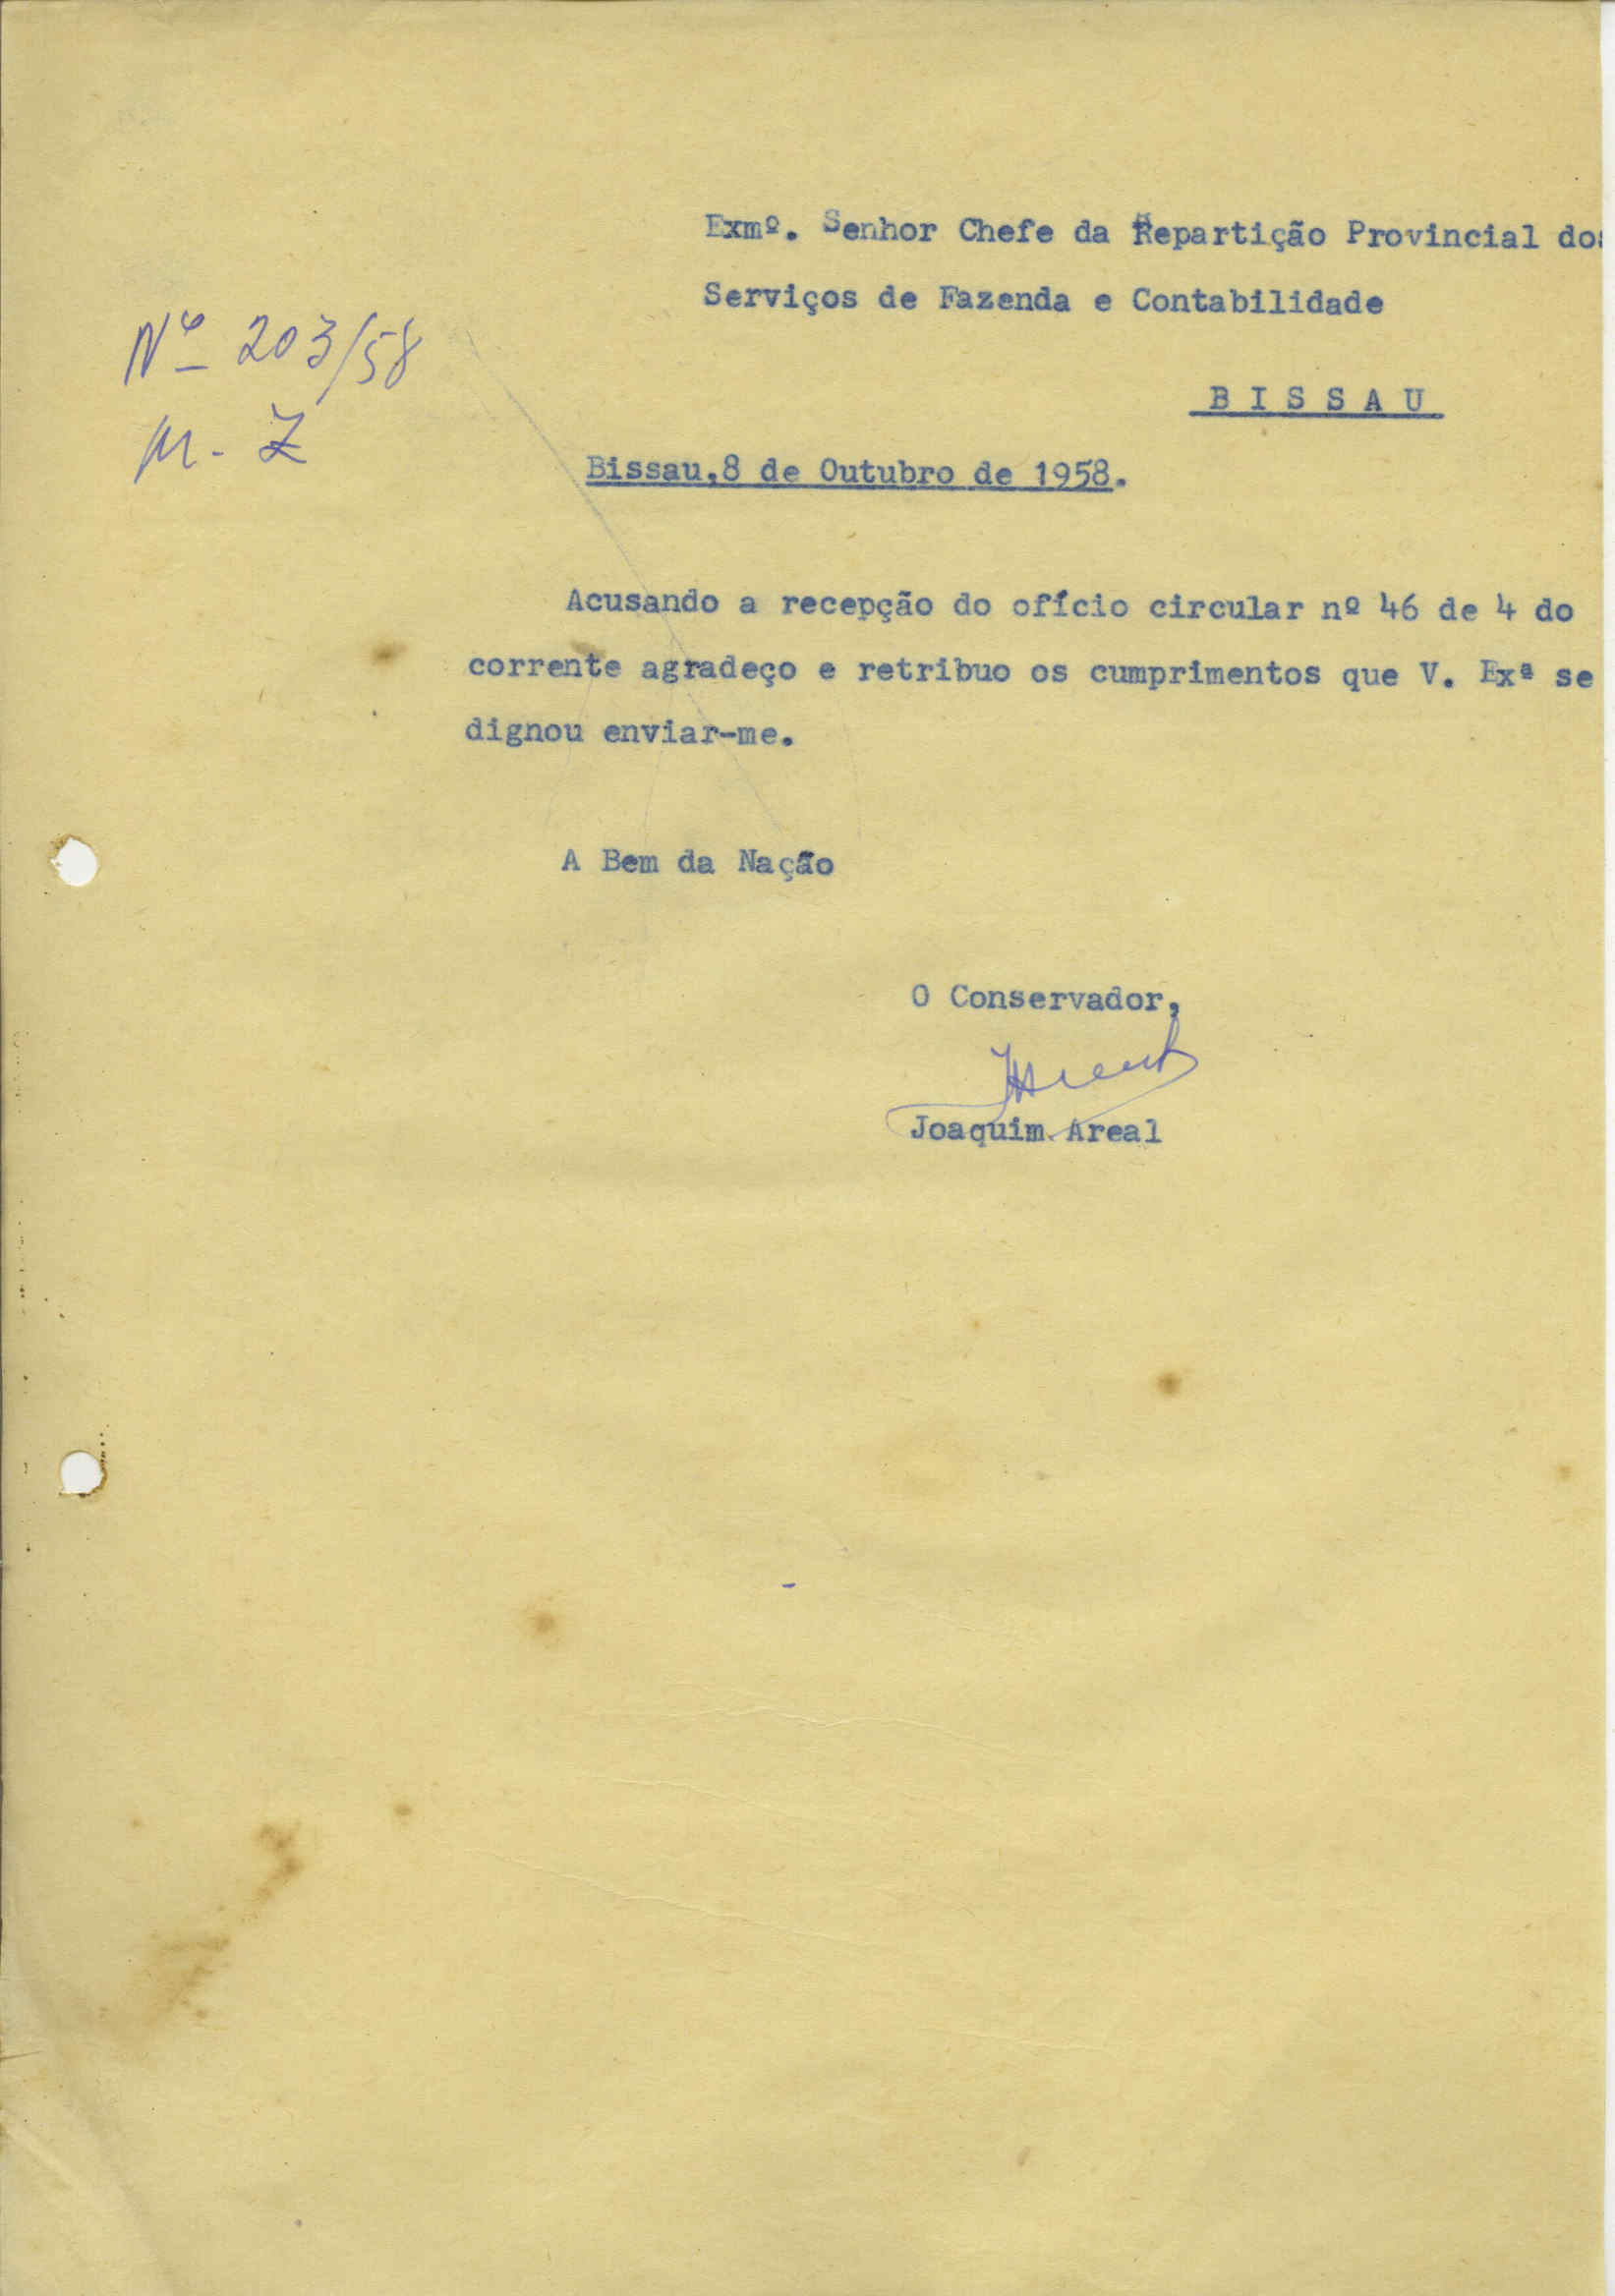 Exmº. Senhor Chefe da Repartição Provincial dos
Serviços de Fazenda e Contabilidade
Nº 203/58
M. Z
B I S S A U
Bissau,8 de Outubro de 1958.
Acusando a recepção do ofício circular nº 46 de 4 do
corrente agradeço e retribuo os cumprimentos que V. Exª se
dignou enviar-me.
A Bem da Nação
O Conservador,
Joaquim Areal